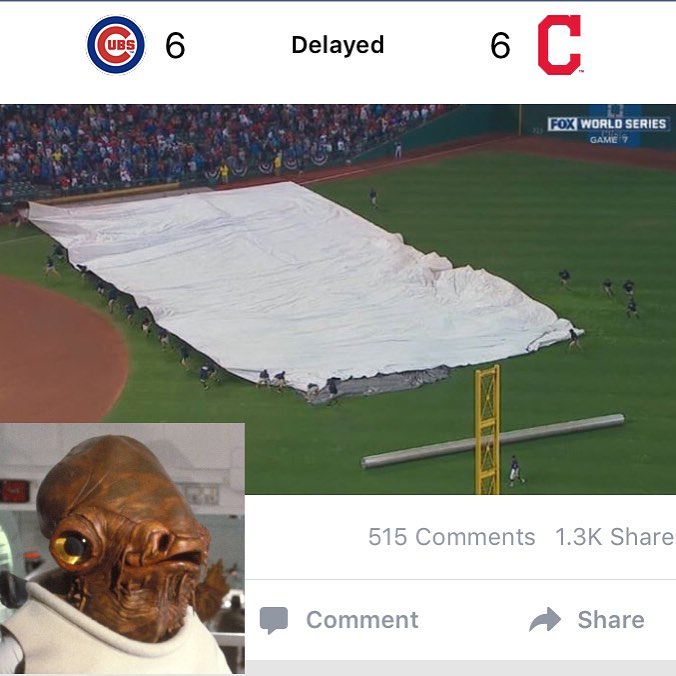 CUBS 6 Delayed 6 C
FOX WORLD SERIES
GAME 7
515 Comments 1.3K Share
Comment Share